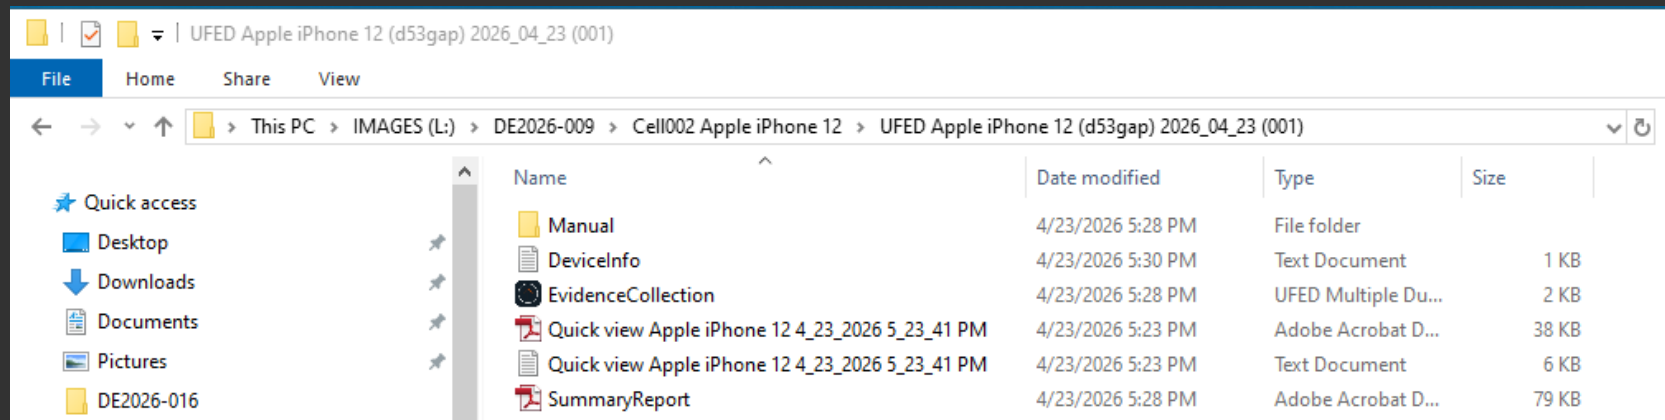 UFED Apple iPhone 12 (d53gap) 2026_04_23 (001)
File Home Share View
This PC IMAGES (L:) DE2026-009 Cell002 Apple iPhone 12 UFED Apple iPhone 12 (d53gap) 2026_04_23 (001)
Name Date modified Type Size
Quick access
Desktop
Downloads
Documents
Pictures
DE2026-016
Manual 4/23/2026 5:28 PM File folder
DeviceInfo 4/23/2026 5:30 PM Text Document 1 KB
EvidenceCollection 4/23/2026 5:28 PM UFED Multiple Du... 2 KB
Quick view Apple iPhone 12 4_23_2026 5_23_41 PM 4/23/2026 5:23 PM Adobe Acrobat D... 38 KB
Quick view Apple iPhone 12 4_23_2026 5_23_41 PM 4/23/2026 5:23 PM Text Document 6 KB
SummaryReport 4/23/2026 5:28 PM Adobe Acrobat D... 79 KB